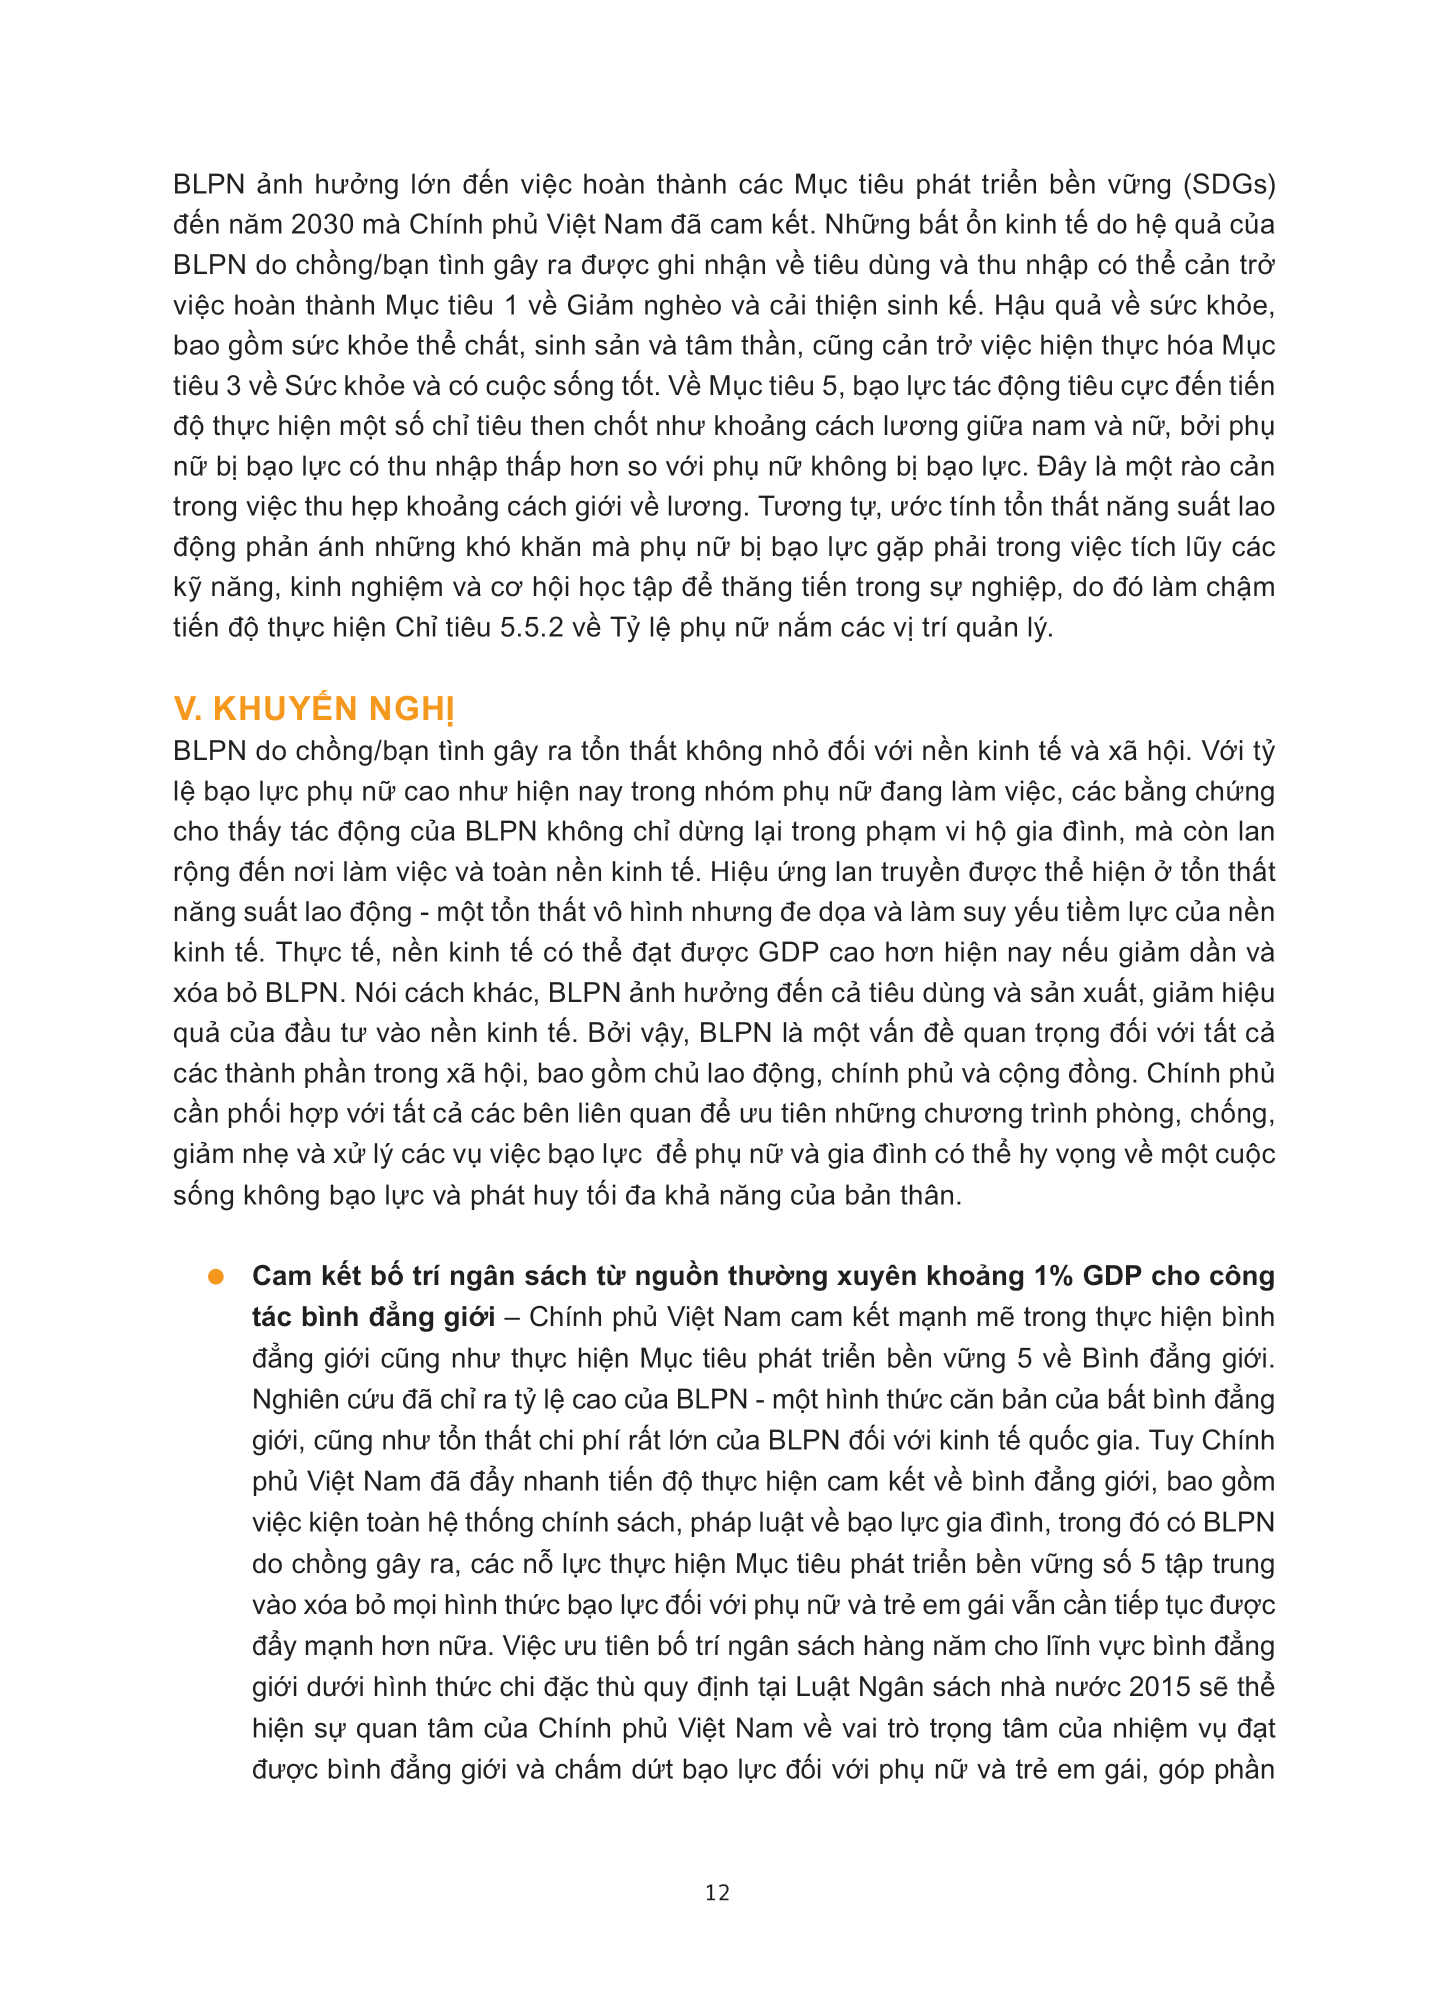 BLPN ảnh hưởng lớn đến việc hoàn thành các Mục tiêu phát triển bền vững (SDGs)
đến năm 2030 mà Chính phủ Việt Nam đã cam kết. Những bất ổn kinh tế do hệ quả của
BLPN do chồng/bạn tình gây ra được ghi nhận về tiêu dùng và thu nhập có thể cản trở
việc hoàn thành Mục tiêu 1 về Giảm nghèo và cải thiện sinh kế. Hậu quả về sức khỏe,
bao gồm sức khỏe thể chất, sinh sản và tâm thần, cũng cản trở việc hiện thực hóa Mục
tiêu 3 về Sức khỏe và có cuộc sống tốt. Về Mục tiêu 5, bạo lực tác động tiêu cực đến tiến
độ thực hiện một số chỉ tiêu then chốt như khoảng cách lương giữa nam và nữ, bởi phụ
nữ bị bạo lực có thu nhập thấp hơn so với phụ nữ không bị bạo lực. Đây là một rào cản
trong việc thu hẹp khoảng cách giới về lương. Tương tự, ước tính tổn thất năng suất lao
động phản ánh những khó khăn mà phụ nữ bị bạo lực gặp phải trong việc tích lũy các
kỹ năng, kinh nghiệm và cơ hội học tập để thăng tiến trong sự nghiệp, do đó làm chậm
tiến độ thực hiện Chỉ tiêu 5.5.2 về Tỷ lệ phụ nữ nắm các vị trí quản lý.
V. KHUYẾN NGHỊ
BLPN do chồng/bạn tình gây ra tổn thất không nhỏ đối với nền kinh tế và xã hội. Với tỷ
lệ bạo lực phụ nữ cao như hiện nay trong nhóm phụ nữ đang làm việc, các bằng chứng
cho thấy tác động của BLPN không chỉ dừng lại trong phạm vi hộ gia đình, mà còn lan
rộng đến nơi làm việc và toàn nền kinh tế. Hiệu ứng lan truyền được thể hiện ở tổn thất
năng suất lao động - một tổn thất vô hình nhưng đe dọa và làm suy yếu tiềm lực của nền
kinh tế. Thực tế, nền kinh tế có thể đạt được GDP cao hơn hiện nay nếu giảm dần và
xóa bỏ BLPN. Nói cách khác, BLPN ảnh hưởng đến cả tiêu dùng và sản xuất, giảm hiệu
quả của đầu tư vào nền kinh tế. Bởi vậy, BLPN là một vấn đề quan trọng đối với tất cả
các thành phần trong xã hội, bao gồm chủ lao động, chính phủ và cộng đồng. Chính phủ
cần phối hợp với tất cả các bên liên quan để ưu tiên những chương trình phòng, chống,
giảm nhẹ và xử lý các vụ việc bạo lực  để phụ nữ và gia đình có thể hy vọng về một cuộc
sống không bạo lực và phát huy tối đa khả năng của bản thân.
● Cam kết bố trí ngân sách từ nguồn thường xuyên khoảng 1% GDP cho công
tác bình đẳng giới – Chính phủ Việt Nam cam kết mạnh mẽ trong thực hiện bình
đẳng giới cũng như thực hiện Mục tiêu phát triển bền vững 5 về Bình đẳng giới.
Nghiên cứu đã chỉ ra tỷ lệ cao của BLPN - một hình thức căn bản của bất bình đẳng
giới, cũng như tổn thất chi phí rất lớn của BLPN đối với kinh tế quốc gia. Tuy Chính
phủ Việt Nam đã đẩy nhanh tiến độ thực hiện cam kết về bình đẳng giới, bao gồm
việc kiện toàn hệ thống chính sách, pháp luật về bạo lực gia đình, trong đó có BLPN
do chồng gây ra, các nỗ lực thực hiện Mục tiêu phát triển bền vững số 5 tập trung
vào xóa bỏ mọi hình thức bạo lực đối với phụ nữ và trẻ em gái vẫn cần tiếp tục được
đẩy mạnh hơn nữa. Việc ưu tiên bố trí ngân sách hàng năm cho lĩnh vực bình đẳng
giới dưới hình thức chi đặc thù quy định tại Luật Ngân sách nhà nước 2015 sẽ thể
hiện sự quan tâm của Chính phủ Việt Nam về vai trò trọng tâm của nhiệm vụ đạt
được bình đẳng giới và chấm dứt bạo lực đối với phụ nữ và trẻ em gái, góp phần
12